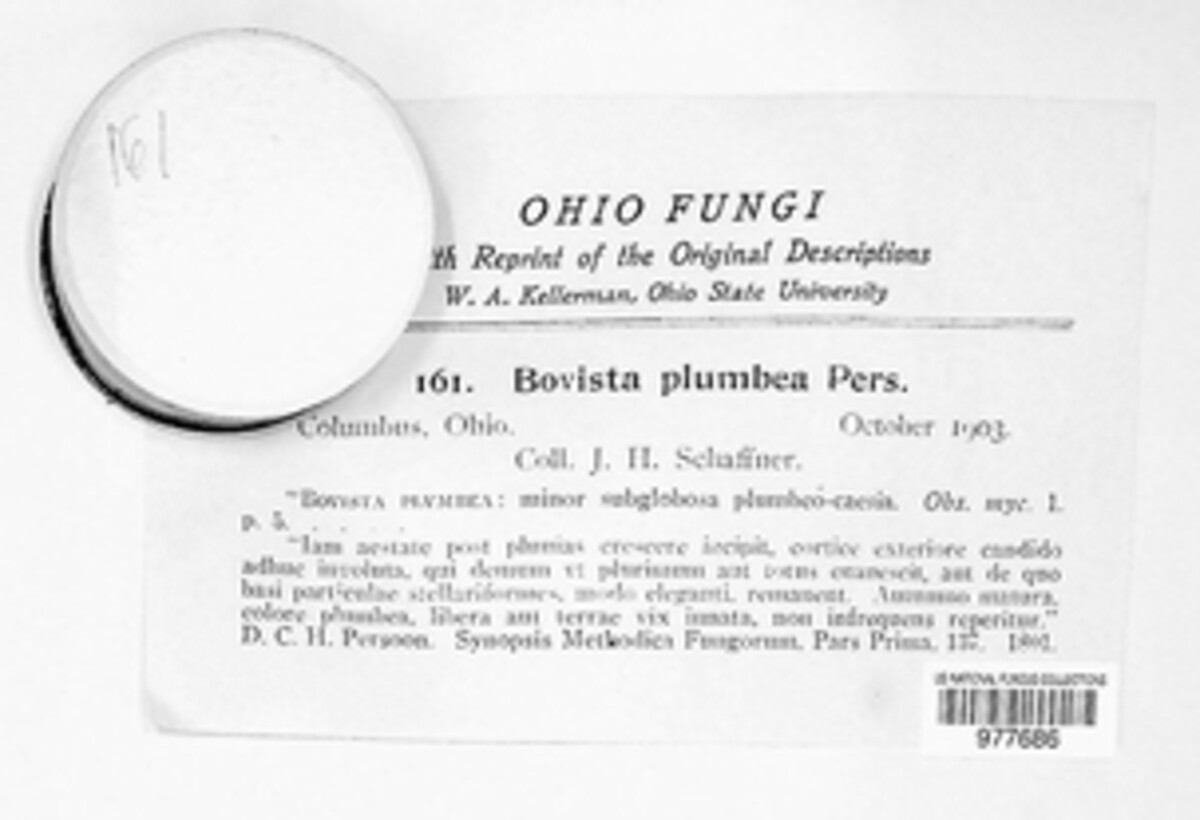 161
OHIO FUNGI
th Reprint of the Original Descriptions
W. A. Kellerman, Ohio State University
161. Bovista plumbea Pers.
Columbus, Ohio. October 1903.
Coll. J. H. Schaffner.
"BOVISTA PLUMBEA: minor subglobosa plumbeo-caesia. Obs. myc. I.
p. 5. . . . .
"Iam aestate post pluvias crescere incipit, cortice exteriore candido
adhuc involuta, qui demum vt plurimum aut totus euanescit, aut de quo
basi particulae stellariformes, modo eleganti, remanent. Autumno matura,
colore plumbea, libera aut terrae vix innata, non infrequens reperitur."
D. C. H. Persoon. Synopsis Methodica Fungorum, Pars Prima, 137. 1801.
US NATIONAL FUNGUS COLLECTIONS
977686